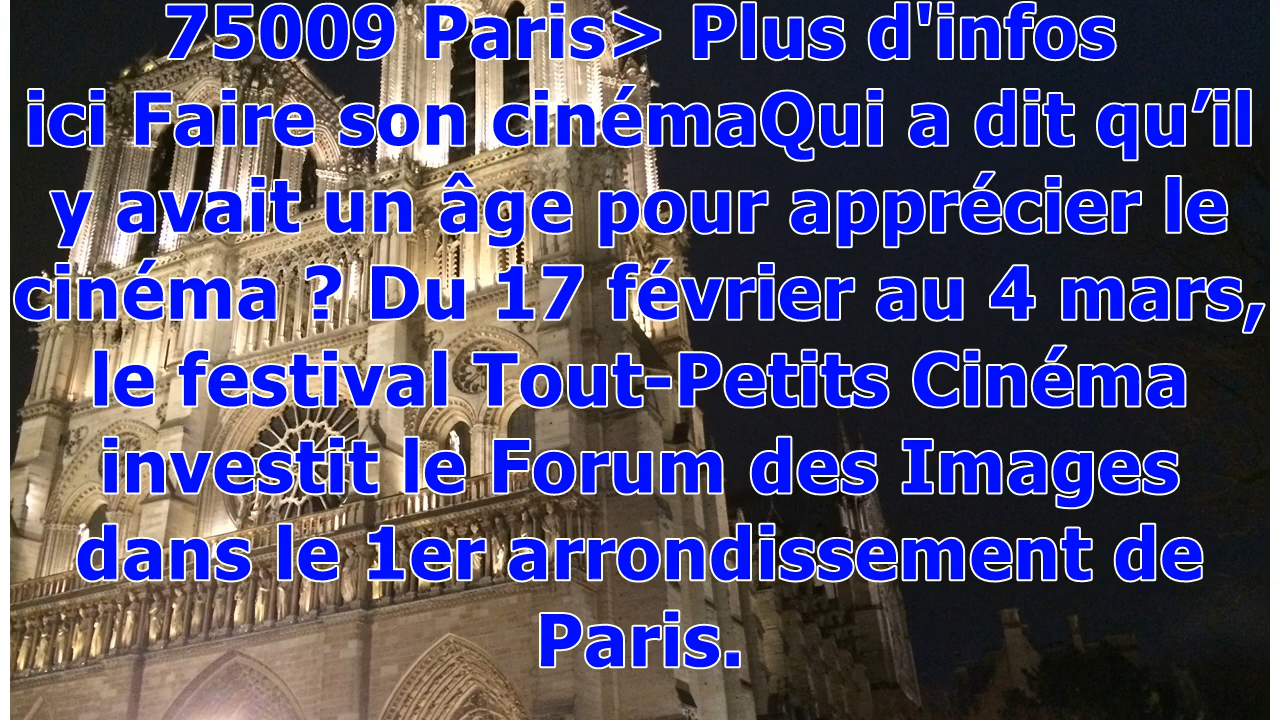 75009 Paris> Plus d'infos
ici Faire son cinémaQui a dit qu’il
y avait un âge pour apprécier le
cinéma ? Du 17 février au 4 mars,
le festival Tout-Petits Cinéma
investit le Forum des Images
dans le 1er arrondissement de
Paris.